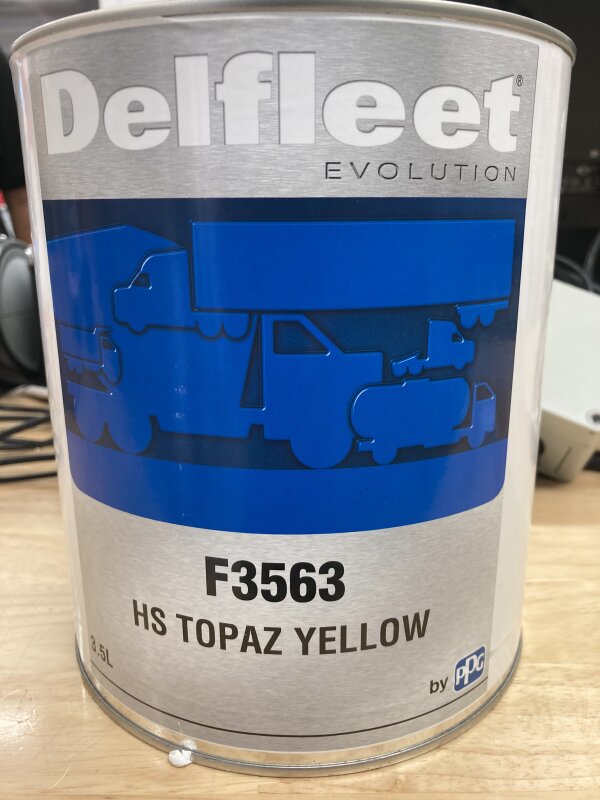 Delfleet®
EVOLUTION
F3563
HS TOPAZ YELLOW
3.5L
by PPG